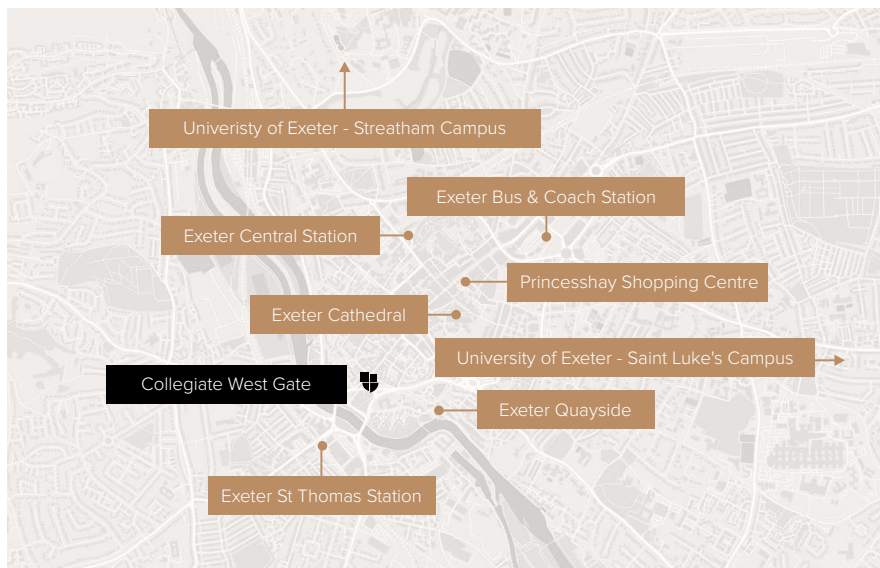 Univeristy of Exeter - Streatham Campus
Exeter Bus & Coach Station
Exeter Central Station
Princesshay Shopping Centre
Exeter Cathedral
University of Exeter - Saint Luke's Campus
Collegiate West Gate
Exeter Quayside
Exeter St Thomas Station